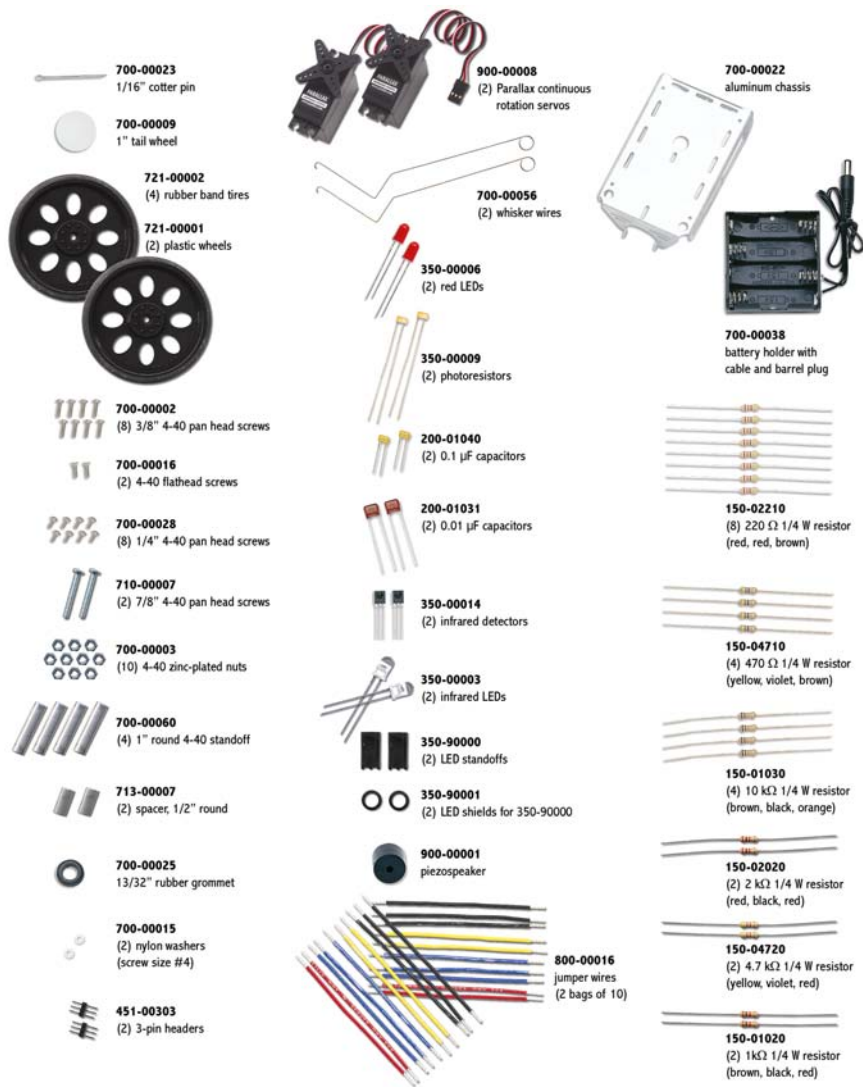 700-00023
1/16” cotter pin
700-00009
1” tail wheel
721-00002
(4) rubber band tires
721-00001
(2) plastic wheels
700-00002
(8) 3/8” 4-40 pan head screws
700-00016
(2) 4-40 flathead screws
700-00028
(8) 1/4” 4-40 pan head screws
710-00007
(2) 7/8” 4-40 pan head screws
700-00003
(10) 4-40 zinc-plated nuts
700-00060
(4) 1” round 4-40 standoff
713-00007
(2) spacer, 1/2” round
700-00025
13/32” rubber grommet
700-00015
(2) nylon washers
(screw size #4)
451-00303
(2) 3-pin headers
PARALLAX
PARALLAX
900-00008
(2) Parallax continuous
rotation servos
700-00056
(2) whisker wires
350-00006
(2) red LEDs
350-00009
(2) photoresistors
200-01040
(2) 0.1 µF capacitors
200-01031
(2) 0.01 µF capacitors
350-00014
(2) infrared detectors
350-00003
(2) infrared LEDs
350-90000
(2) LED standoffs
350-90001
(2) LED shields for 350-90000
900-00001
piezospeaker
800-00016
jumper wires
(2 bags of 10)
700-00022
aluminum chassis
700-00038
battery holder with
cable and barrel plug
150-02210
(8) 220 Ω 1/4 W resistor
(red, red, brown)
150-04710
(4) 470 Ω 1/4 W resistor
(yellow, violet, brown)
150-01030
(4) 10 kΩ 1/4 W resistor
(brown, black, orange)
150-02020
(2) 2 kΩ 1/4 W resistor
(red, black, red)
150-04720
(2) 4.7 kΩ 1/4 W resistor
(yellow, violet, red)
150-01020
(2) 1kΩ 1/4 W resistor
(brown, black, red)